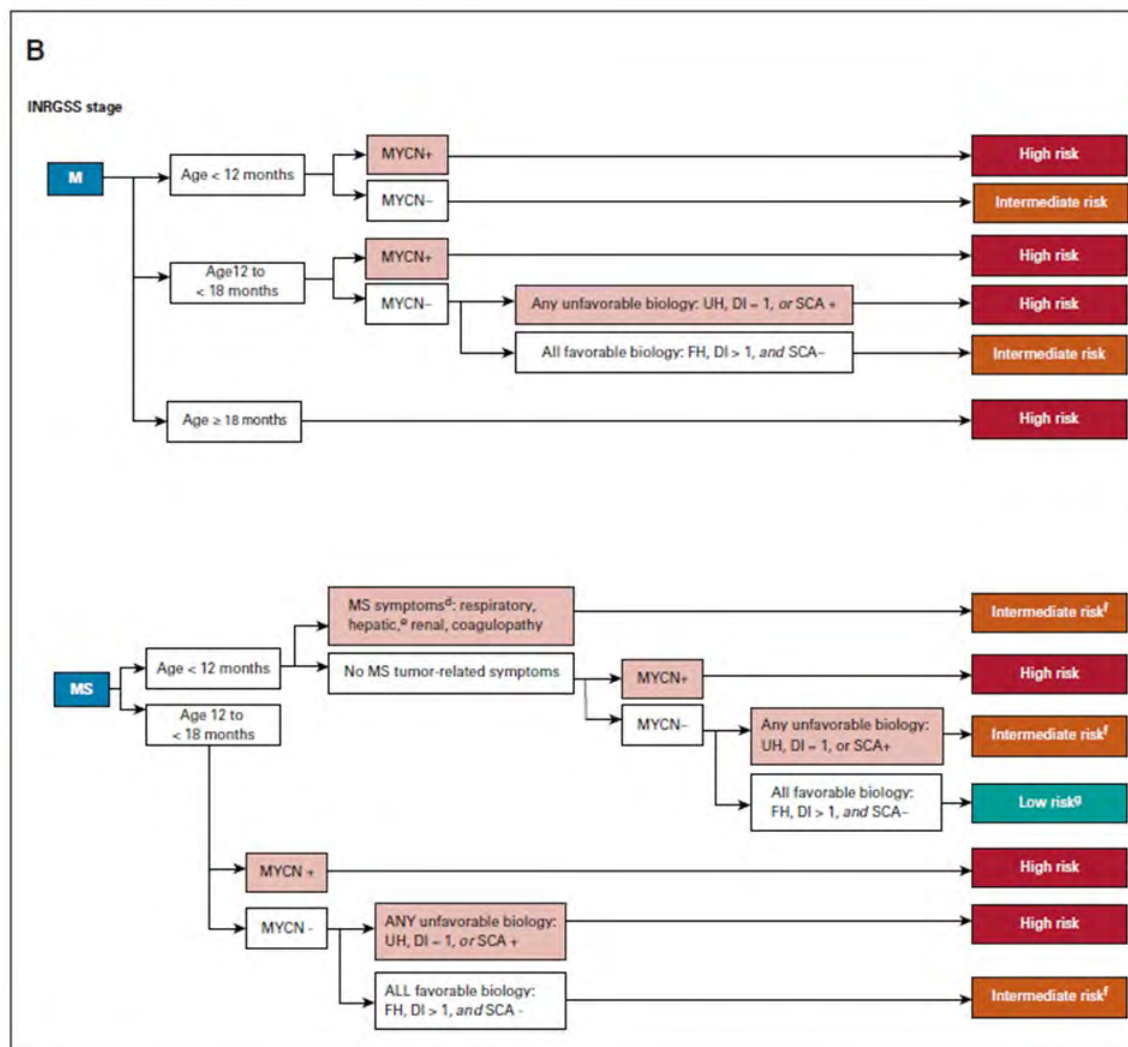 B
INRGSS stage
M
Age < 12 months
MYCN+
High risk
MYCN–
Intermediate risk
Age12 to
< 18 months
MYCN+
High risk
MYCN–
Any unfavorable biology: UH, DI = 1, or SCA +
High risk
All favorable biology: FH, DI > 1, and SCA–
Intermediate risk
Age ≥ 18 months
High risk
MS
Age < 12 months
MS symptomsᵈ: respiratory,
hepatic,ᵉ renal, coagulopathy
Intermediate riskᶠ
No MS tumor-related symptoms
MYCN+
High risk
MYCN–
Any unfavorable biology:
UH, DI = 1, or SCA+
Intermediate riskᶠ
All favorable biology:
FH, DI > 1, and SCA–
Low riskᵍ
Age 12 to
< 18 months
MYCN +
High risk
MYCN -
ANY unfavorable biology:
UH, DI = 1, or SCA +
High risk
ALL favorable biology:
FH, DI > 1, and SCA -
Intermediate riskᶠ